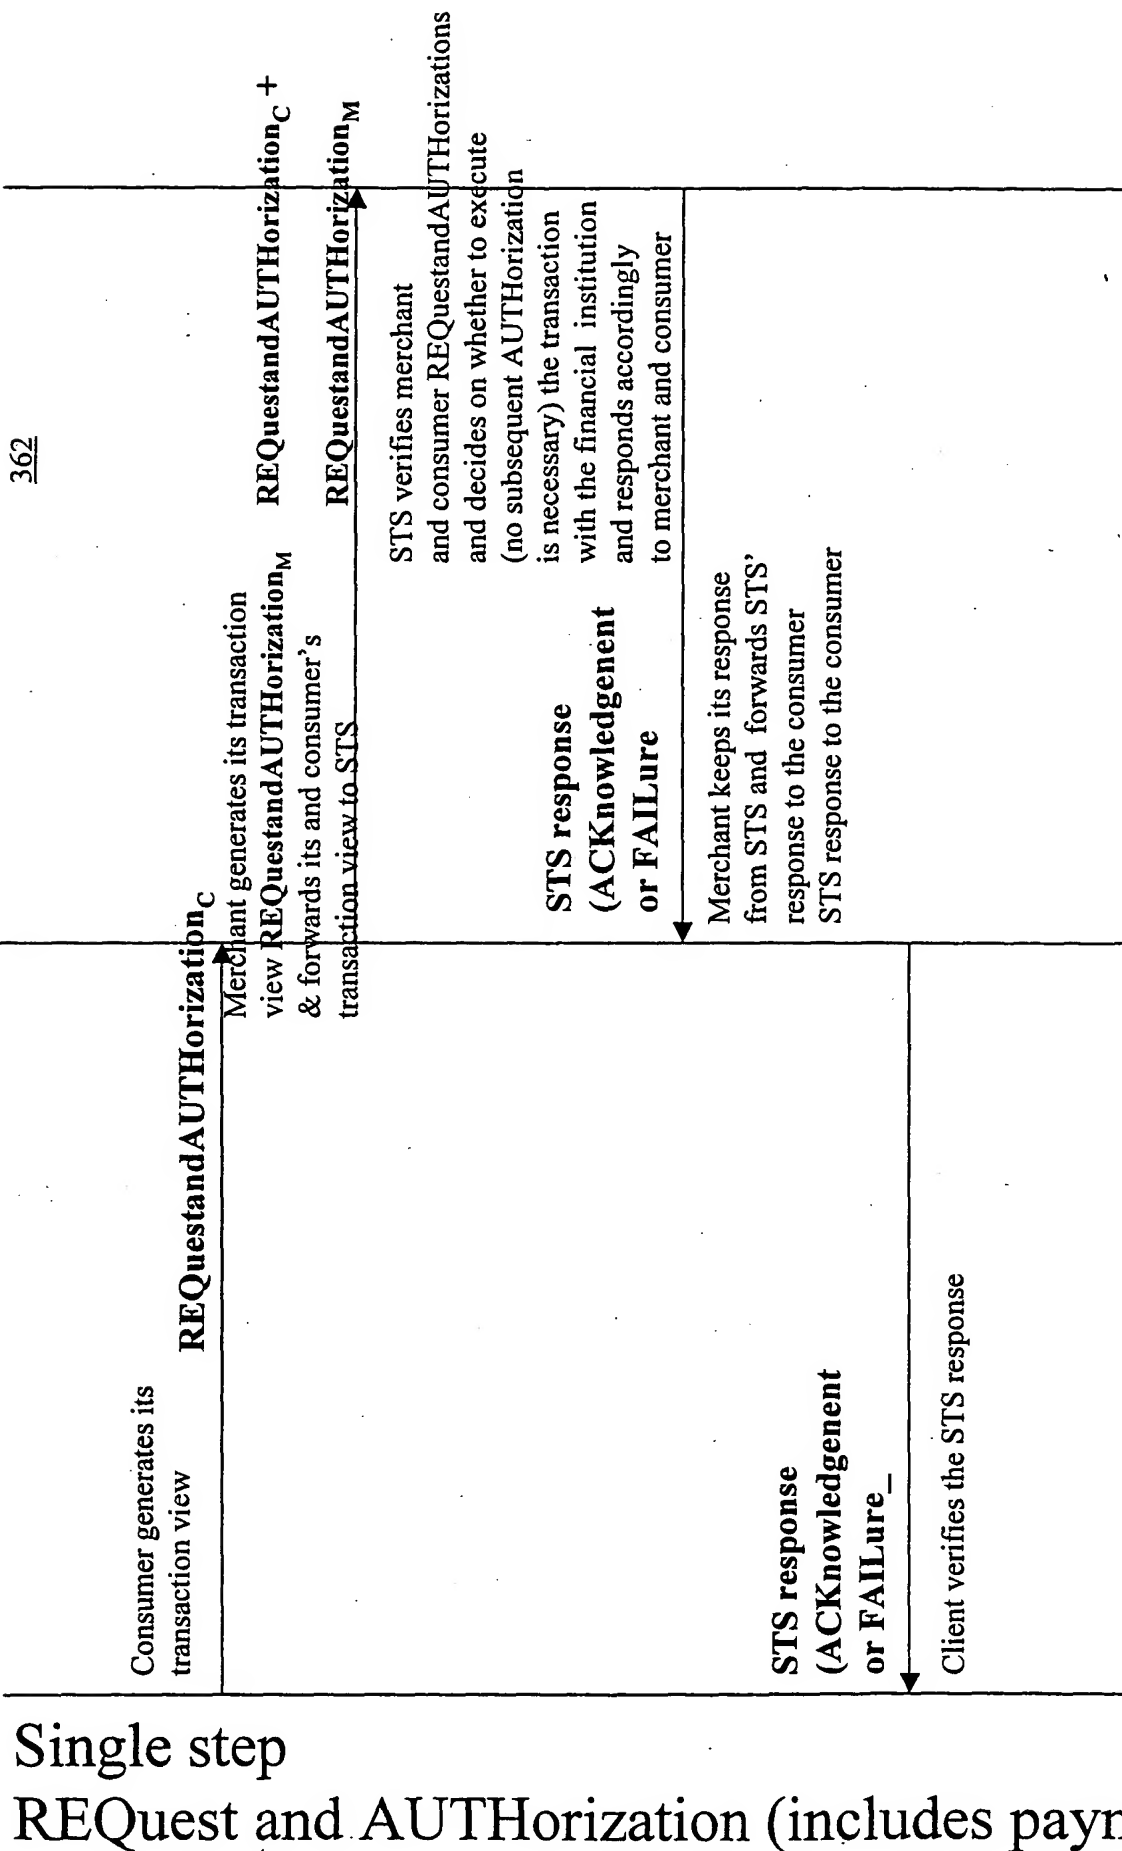 362
Consumer generates its
transaction view
REQuestandAUTHorizationC
Merchant generates its transaction
view REQuestandAUTHorizationM
& forwards its and consumer's
transaction view to STS
REQuestandAUTHorizationC +
REQuestandAUTHorizationM
STS verifies merchant
and consumer REQuestandAUTHorizations
and decides on whether to execute
(no subsequent AUTHorization
is necessary) the transaction
with the financial institution
and responds accordingly
to merchant and consumer
STS response
(ACKnowledgenent
or FAILure
Merchant keeps its response
from STS and forwards STS'
response to the consumer
STS response to the consumer
STS response
(ACKnowledgenent
or FAILure_
Client verifies the STS response
Single step
REQuest and AUTHorization (includes